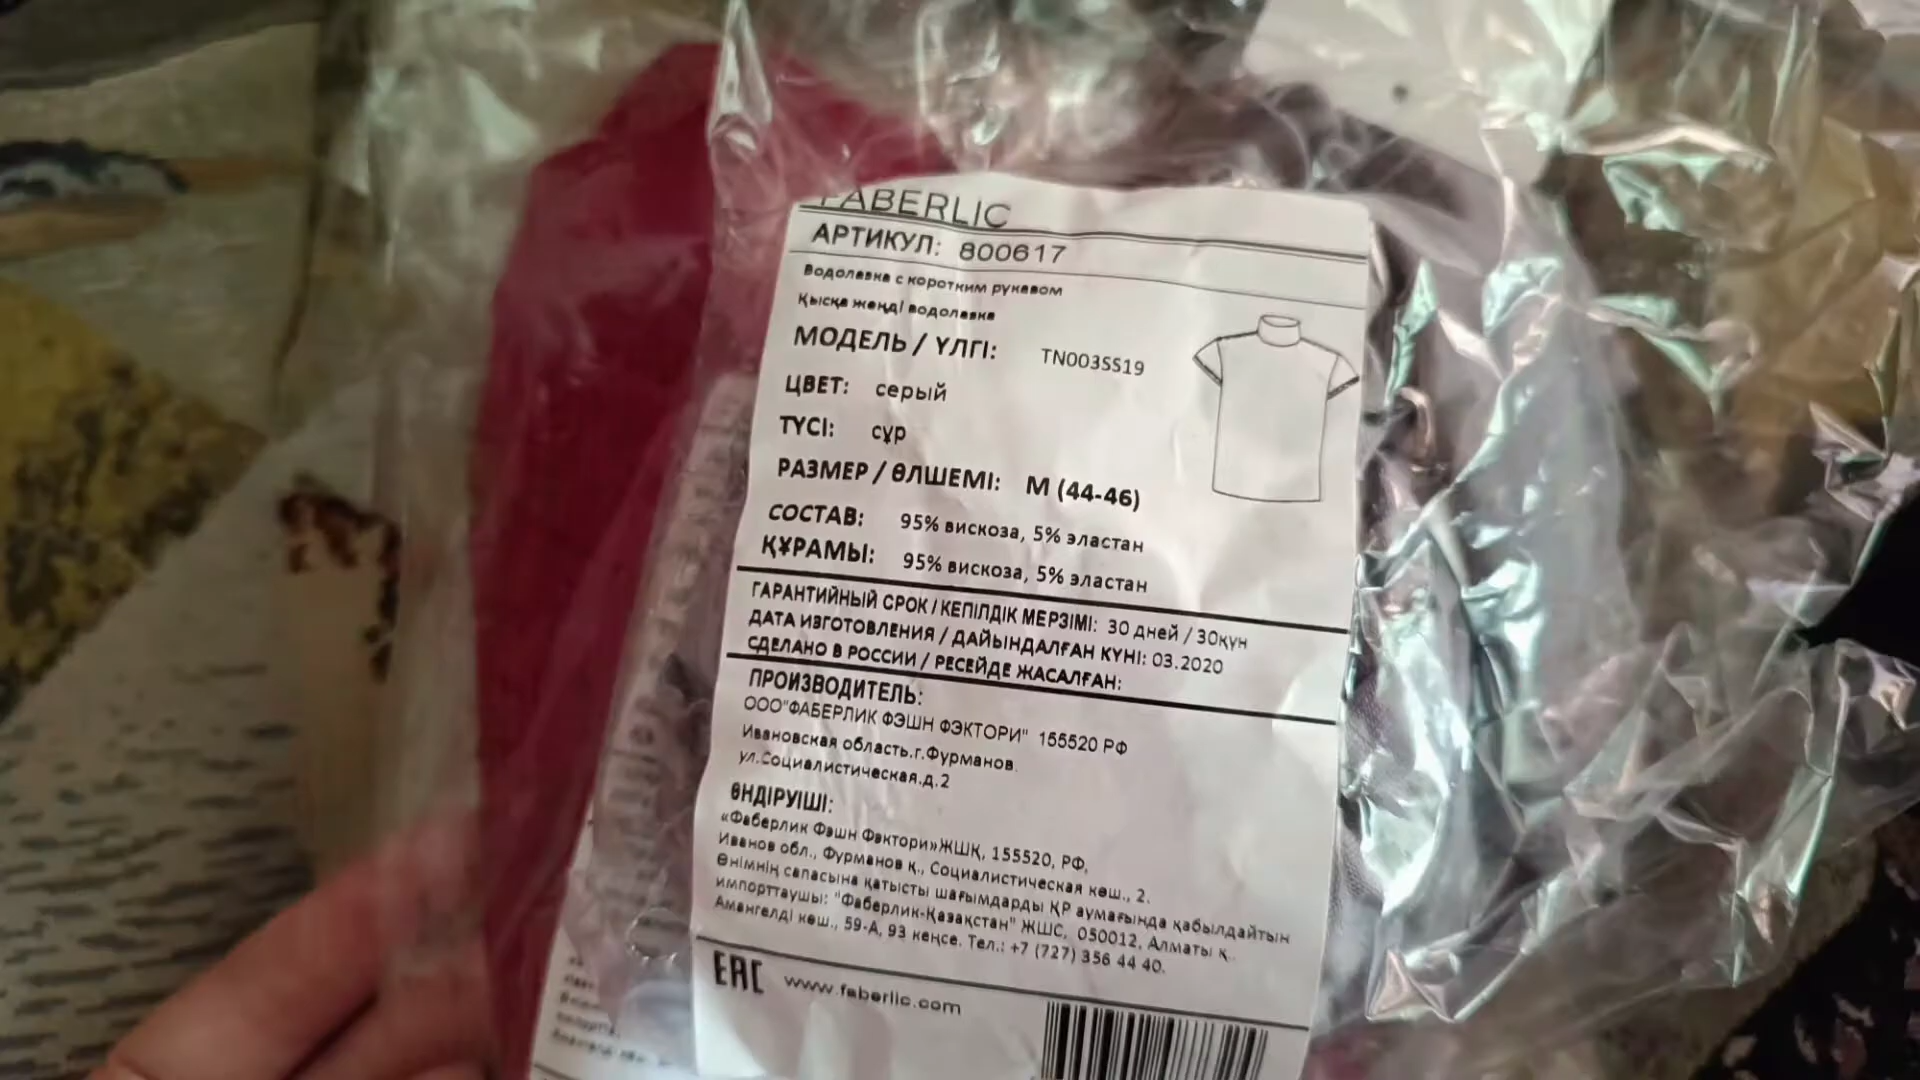 FABERLIC
АРТИКУЛ: 800617
Водолазка с коротким рукавом
Қысқа жеңді водолазка
МОДЕЛЬ / ҮЛГІ: TN003SS19
ЦВЕТ: серый
ТҮСІ: сұр
РАЗМЕР / ӨЛШЕМІ: M (44-46)
СОСТАВ: 95% вискоза, 5% эластан
ҚҰРАМЫ: 95% вискоза, 5% эластан
ГАРАНТИЙНЫЙ СРОК / КЕПІЛДІК МЕРЗІМІ: 30 дней / 30күн
ДАТА ИЗГОТОВЛЕНИЯ / ДАЙЫНДАЛҒАН КҮНІ: 03.2020
СДЕЛАНО В РОССИИ / РЕСЕЙДЕ ЖАСАЛҒАН:
ПРОИЗВОДИТЕЛЬ:
ООО"ФАБЕРЛИК ФЭШН ФЭКТОРИ" 155520 РФ
Ивановская область.г.Фурманов.
ул.Социалистическая.д.2
ӨНДІРУІШІ:
«Фаберлик Фэшн Фэктори»ЖШҚ, 155520, РФ,
Иванов обл., Фурманов қ., Социалистическая көш., 2.
Өнімнің сапасына қатысты шағымдарды ҚР аумағында қабылдайтын
импорттаушы: "Фаберлик-Қазақстан" ЖШС, 050012, Алматы қ.,
Амангелді көш., 59-А, 93 кеңсе. Тел.: +7 (727) 356 44 40.
EAC www.faberlic.com